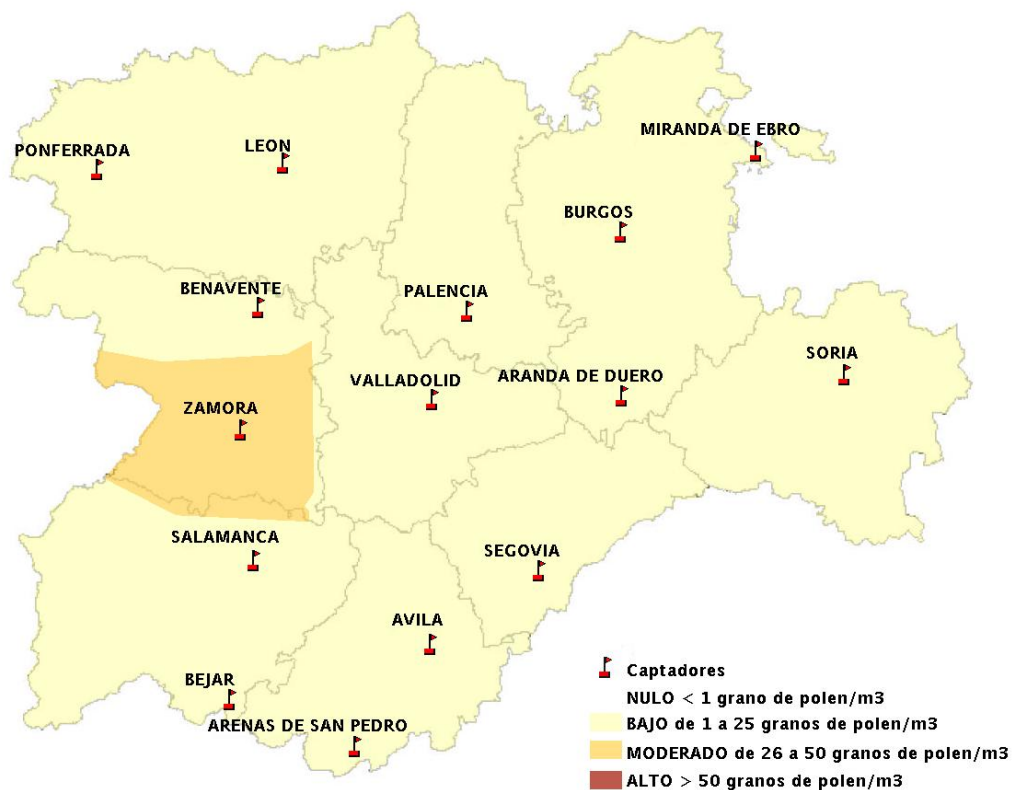 MIRANDA DE EBRO
PONFERRADA
LEON
BURGOS
BENAVENTE
PALENCIA
SORIA
VALLADOLID
ARANDA DE DUERO
ZAMORA
SALAMANCA
SEGOVIA
AVILA
BEJAR
ARENAS DE SAN PEDRO
Captadores
NULO < 1 grano de polen/m3
BAJO de 1 a 25 granos de polen/m3
MODERADO de 26 a 50 granos de polen/m3
ALTO > 50 granos de polen/m3